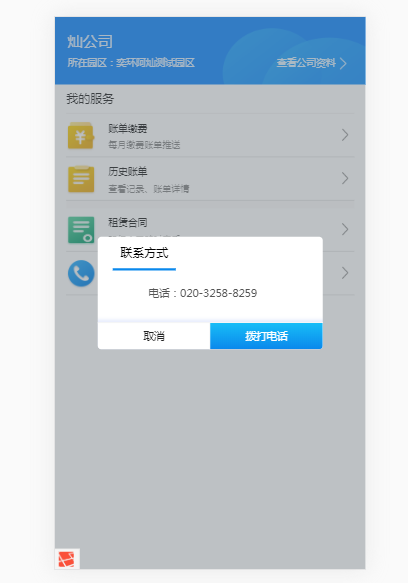 灿公司
所在园区：奕环阿灿测试园区
查看公司资料
我的服务
账单缴费
每月缴费账单推送
历史账单
查看记录、账单详情
租赁合同
联系方式
电话：020-3258-8259
取消
拨打电话